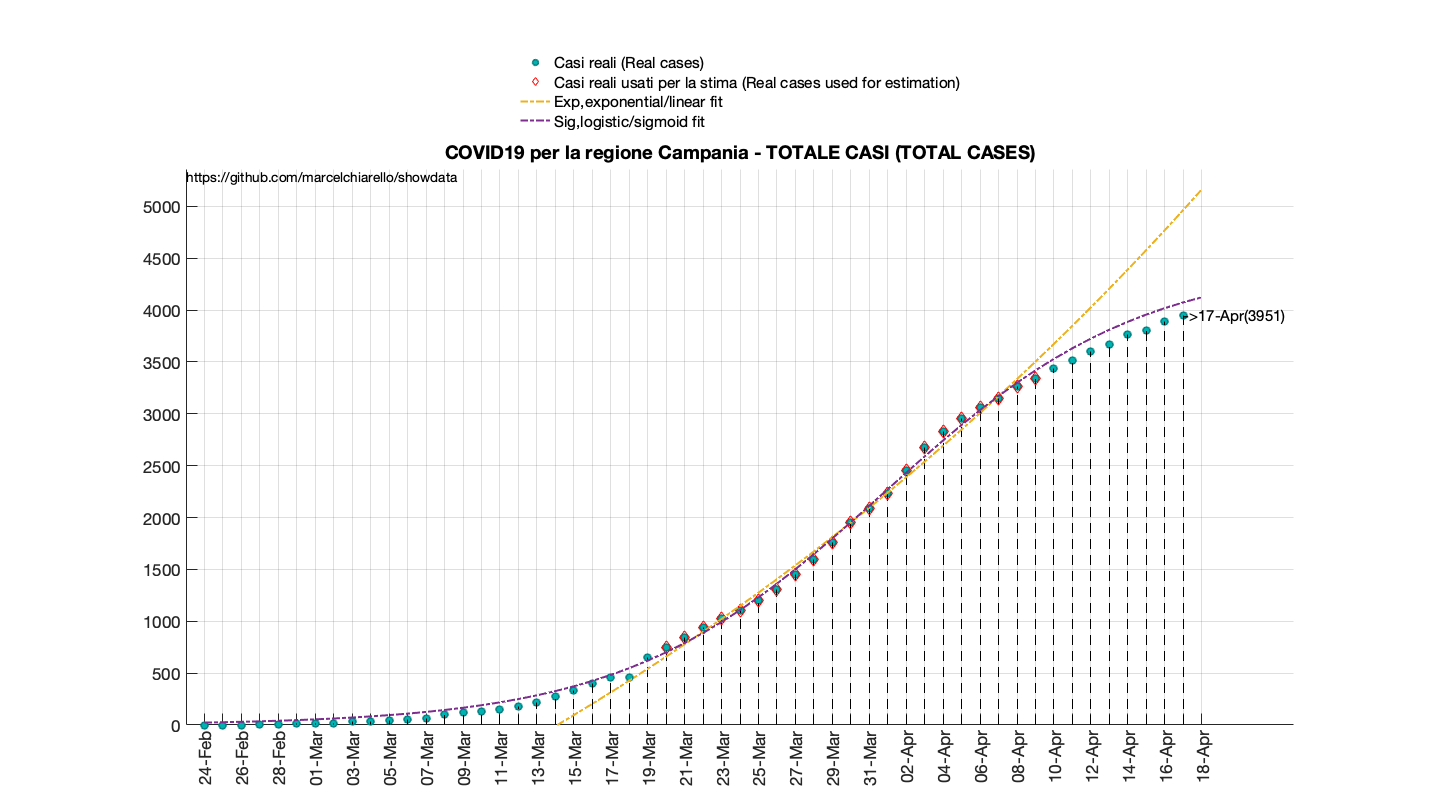 Casi reali (Real cases)
Casi reali usati per la stima (Real cases used for estimation)
Exp,exponential/linear fit
Sig,logistic/sigmoid fit
COVID19 per la regione Campania - TOTALE CASI (TOTAL CASES)
https://github.com/marcelchiarello/showdata
5000
4500
4000
3500
3000
2500
2000
1500
1000
500
0
->17-Apr(3951)
24-Feb
26-Feb
28-Feb
01-Mar
03-Mar
05-Mar
07-Mar
09-Mar
11-Mar
13-Mar
15-Mar
17-Mar
19-Mar
21-Mar
23-Mar
25-Mar
27-Mar
29-Mar
31-Mar
02-Apr
04-Apr
06-Apr
08-Apr
10-Apr
12-Apr
14-Apr
16-Apr
18-Apr